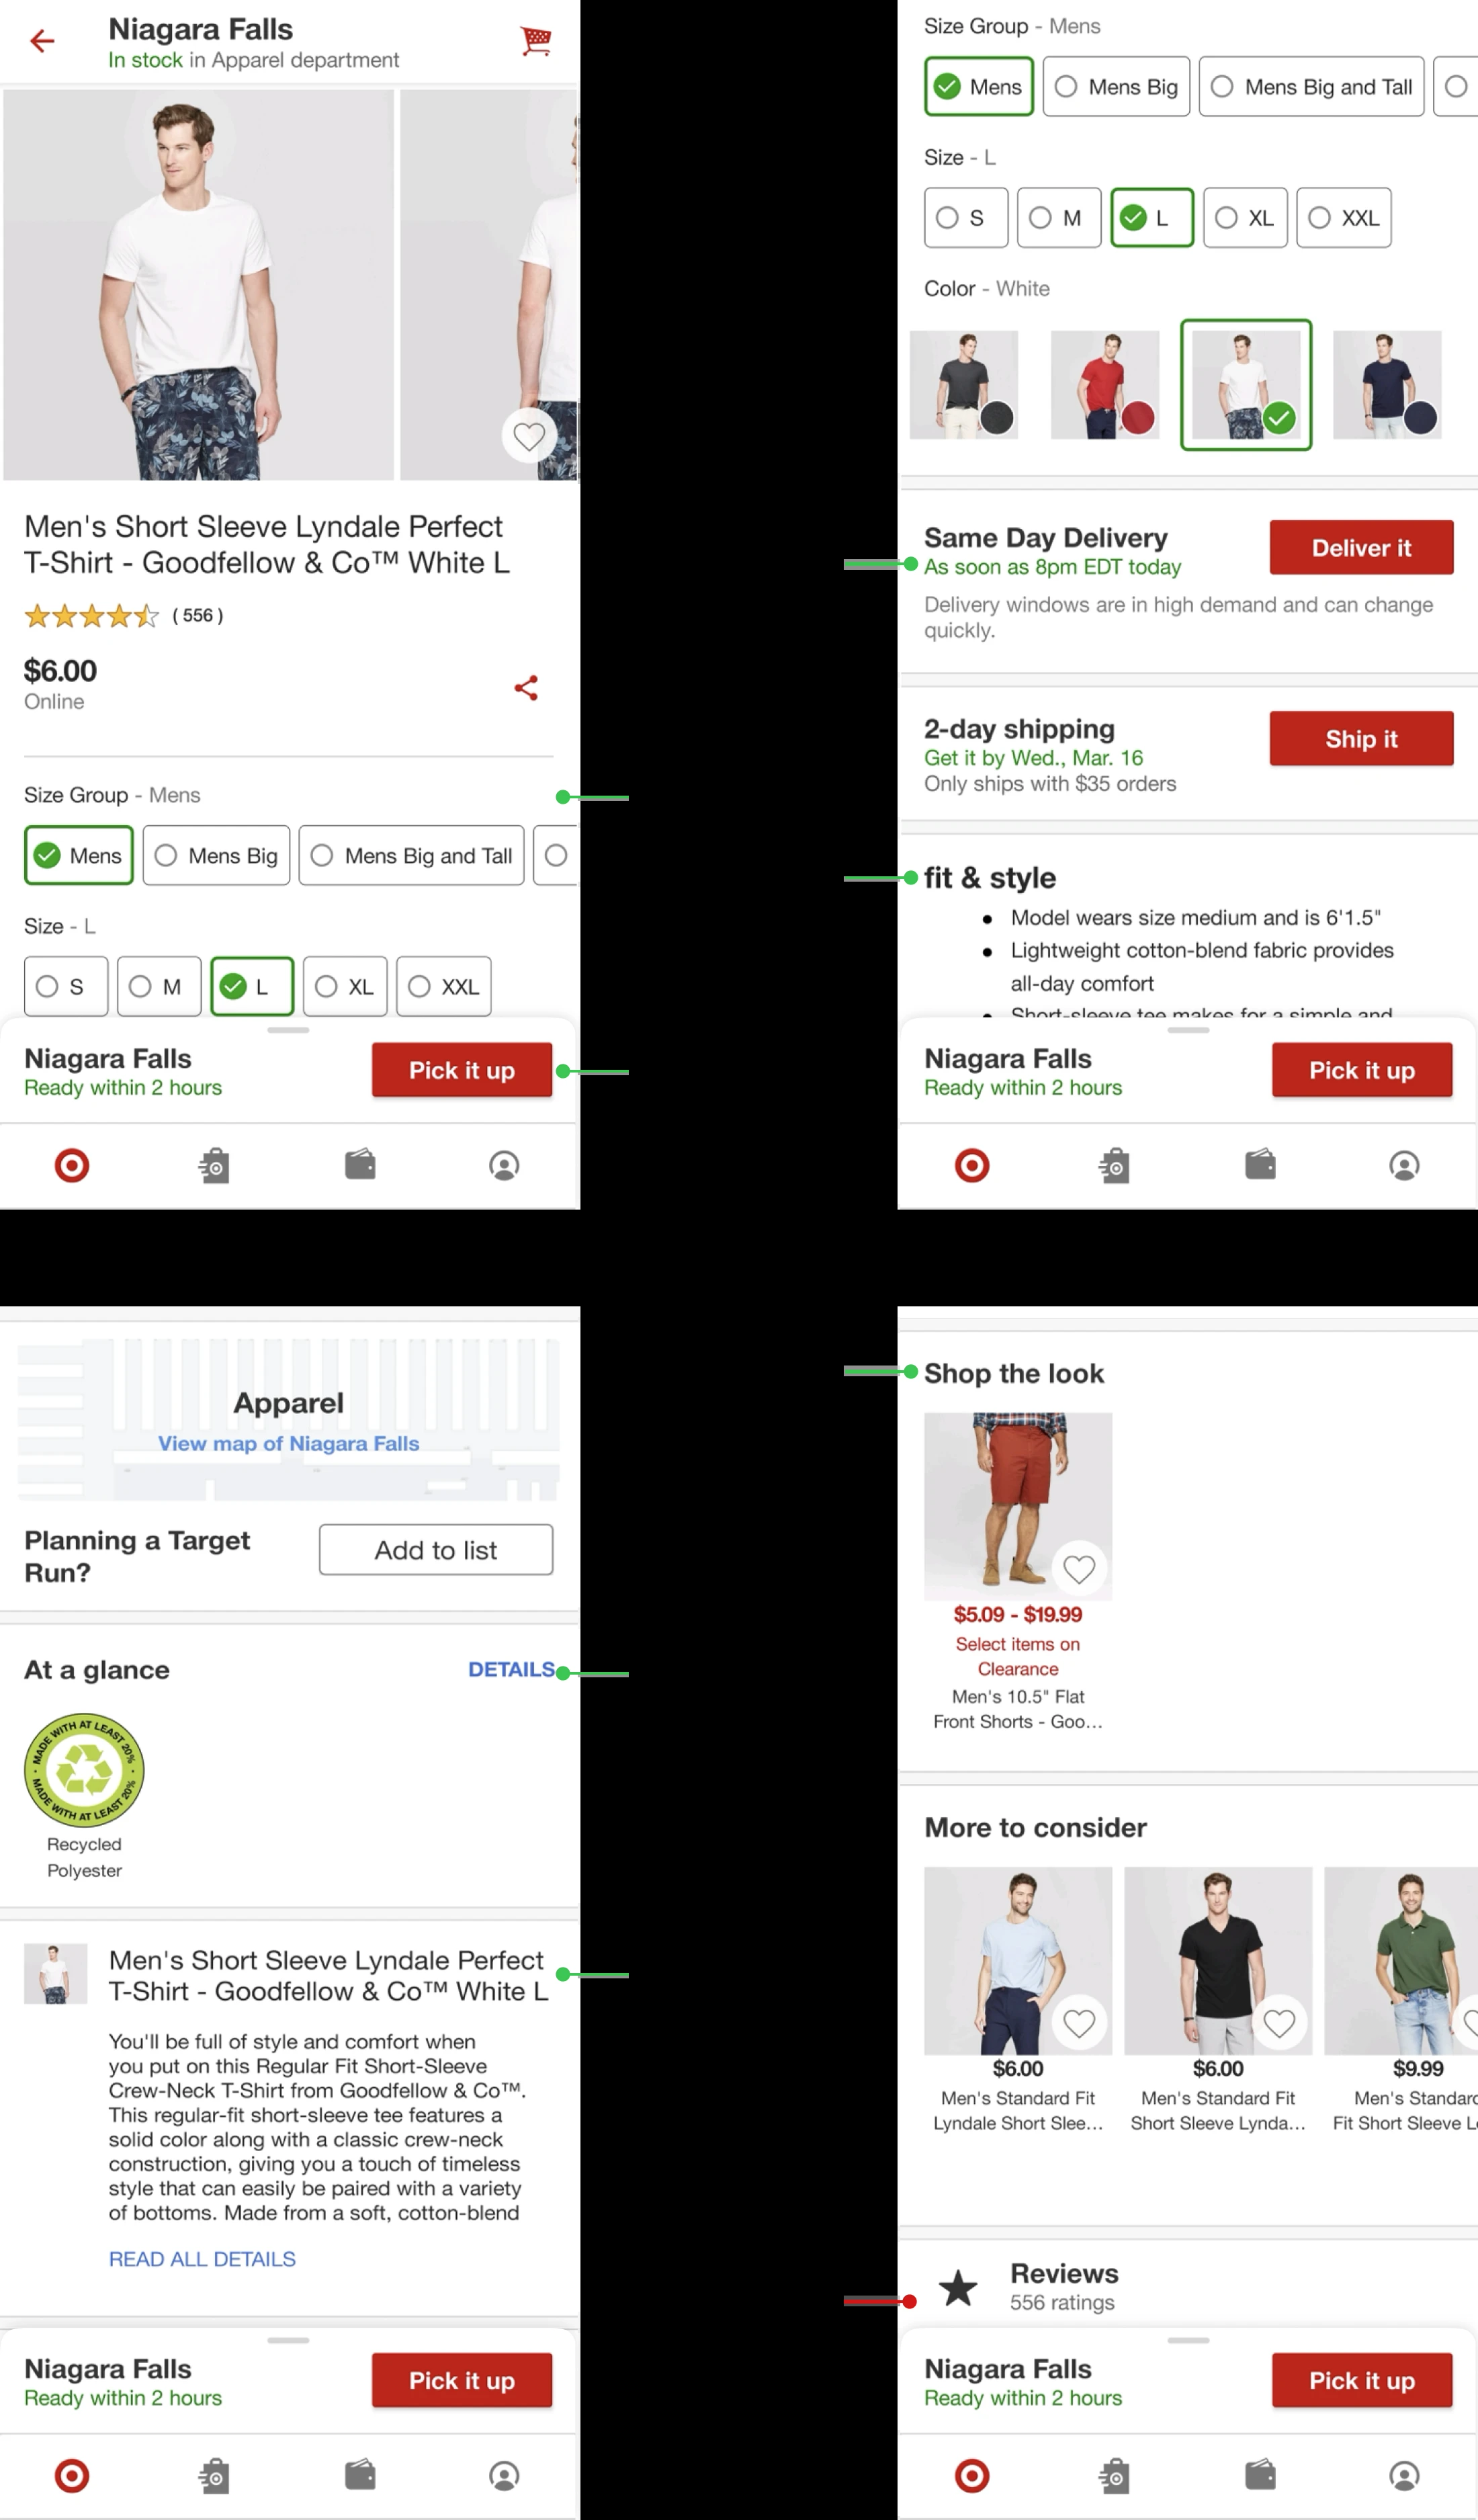 Niagara Falls
In stock in Apparel department
Men's Short Sleeve Lyndale Perfect
T-Shirt - Goodfellow & Co™ White L
( 556 )
$6.00
Online
Size Group - Mens
Mens
Mens Big
Mens Big and Tall
Size - L
S
M
L
XL
XXL
Niagara Falls
Ready within 2 hours
Pick it up
Size Group - Mens
Mens
Mens Big
Mens Big and Tall
Size - L
S
M
L
XL
XXL
Color - White
Same Day Delivery
As soon as 8pm EDT today
Deliver it
Delivery windows are in high demand and can change
quickly.
2-day shipping
Get it by Wed., Mar. 16
Only ships with $35 orders
Ship it
fit & style
Model wears size medium and is 6'1.5"
Lightweight cotton-blend fabric provides
all-day comfort
Short-sleeve tee makes for a simple and
Niagara Falls
Ready within 2 hours
Pick it up
Apparel
View map of Niagara Falls
Planning a Target
Run?
Add to list
At a glance
DETAILS
MADE WITH AT LEAST 20%
MADE WITH AT LEAST 20%
Recycled
Polyester
Men's Short Sleeve Lyndale Perfect
T-Shirt - Goodfellow & Co™ White L
You'll be full of style and comfort when
you put on this Regular Fit Short-Sleeve
Crew-Neck T-Shirt from Goodfellow & Co™.
This regular-fit short-sleeve tee features a
solid color along with a classic crew-neck
construction, giving you a touch of timeless
style that can easily be paired with a variety
of bottoms. Made from a soft, cotton-blend
READ ALL DETAILS
Niagara Falls
Ready within 2 hours
Pick it up
Shop the look
$5.09 - $19.99
Select items on
Clearance
Men's 10.5" Flat
Front Shorts - Goo...
More to consider
$6.00
Men's Standard Fit
Lyndale Short Slee...
$6.00
Men's Standard Fit
Short Sleeve Lynda...
$9.99
Men's Standard
Fit Short Sleeve L
Reviews
556 ratings
Niagara Falls
Ready within 2 hours
Pick it up